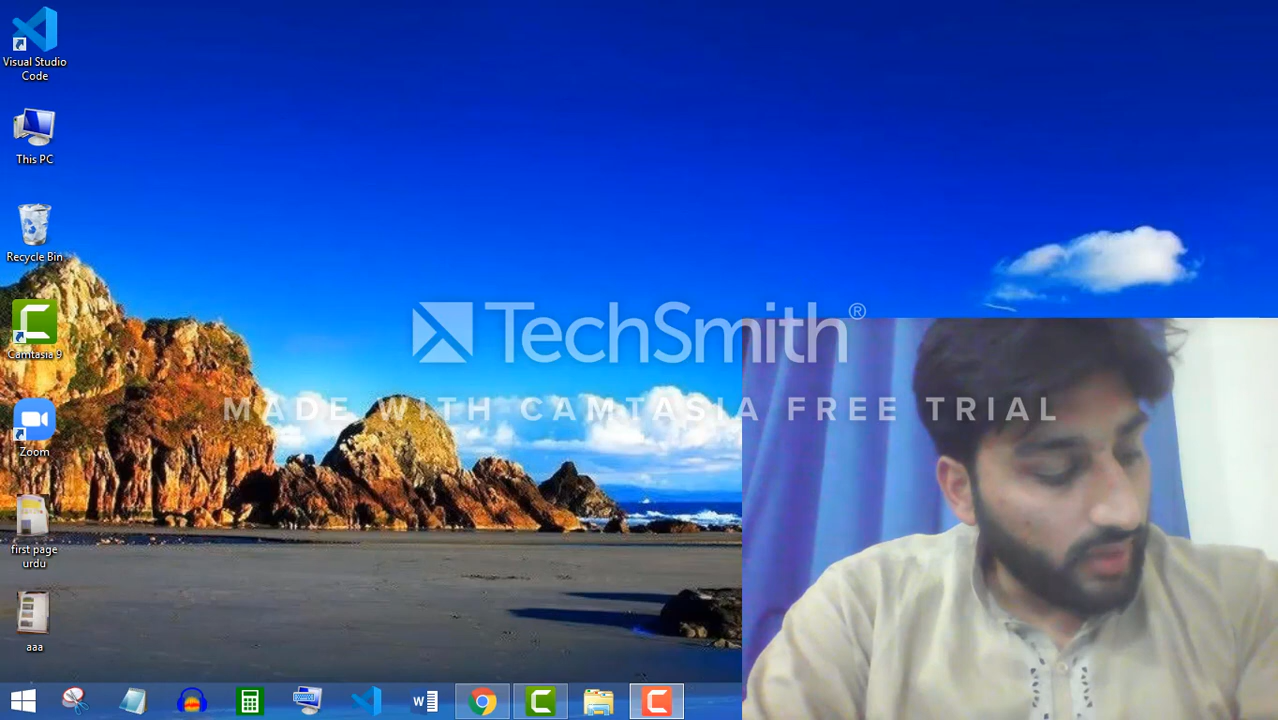 Visual Studio
Code
This PC
Recycle Bin
Camtasia 9
Zoom
first page
urdu
aaa
TechSmith®
MADE WITH CAMTASIA FREE TRIAL